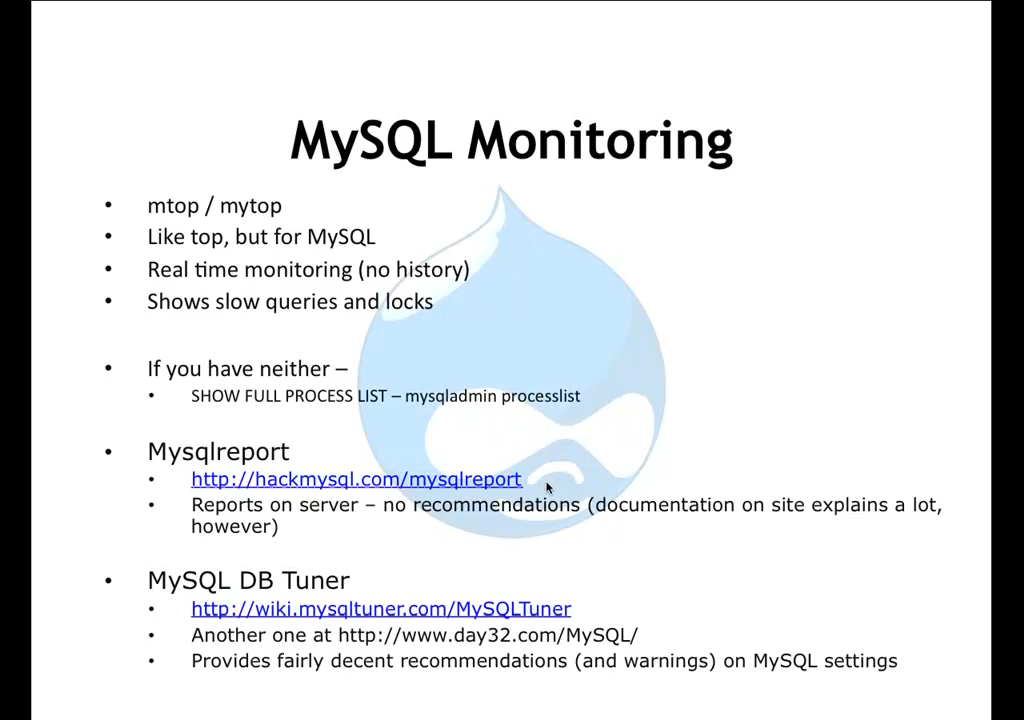 MySQL Monitoring
• mtop / mytop
• Like top, but for MySQL
• Real time monitoring (no history)
• Shows slow queries and locks
• If you have neither –
• SHOW FULL PROCESS LIST – mysqladmin processlist
• Mysqlreport
• http://hackmysql.com/mysqlreport
• Reports on server – no recommendations (documentation on site explains a lot,
however)
• MySQL DB Tuner
• http://wiki.mysqltuner.com/MySQLTuner
• Another one at http://www.day32.com/MySQL/
• Provides fairly decent recommendations (and warnings) on MySQL settings